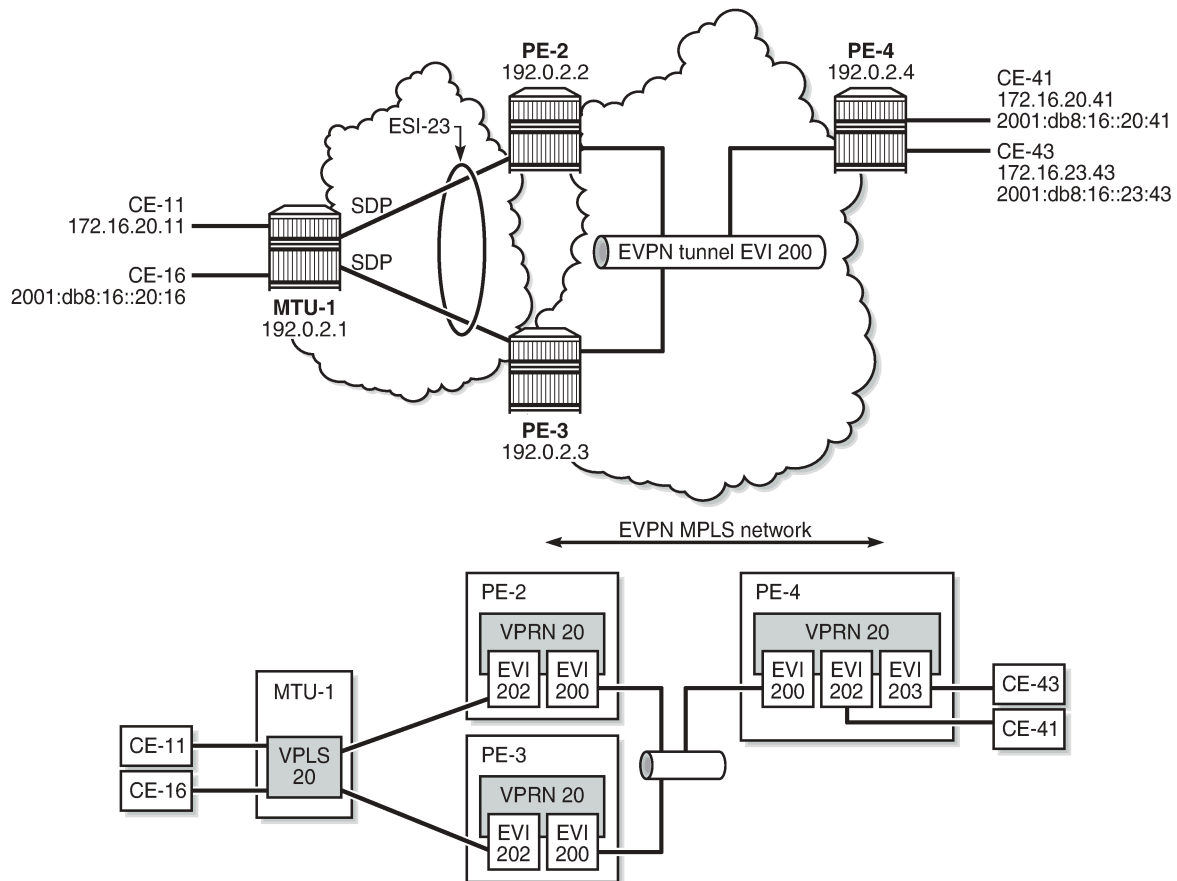 PE-2
192.0.2.2
PE-4
192.0.2.4
CE-41
172.16.20.41
2001:db8:16::20:41
CE-43
172.16.23.43
2001:db8:16::23:43
ESI-23
SDP
CE-11
172.16.20.11
SDP
EVPN tunnel EVI 200
CE-16
2001:db8:16::20:16
MTU-1
192.0.2.1
PE-3
192.0.2.3
EVPN MPLS network
PE-2
VPRN 20
EVI
202
EVI
200
PE-4
VPRN 20
EVI
200
EVI
202
EVI
203
CE-43
CE-41
MTU-1
VPLS
20
CE-11
CE-16
PE-3
VPRN 20
EVI
202
EVI
200